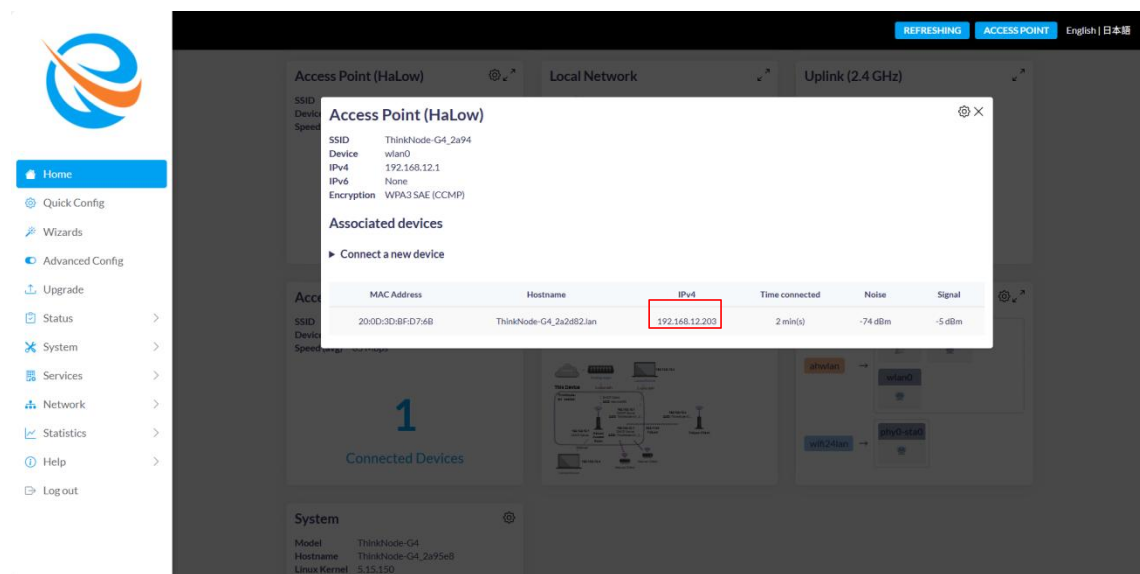 REFRESHING ACCESS POINT English | 日本語
Home
Quick Config
Wizards
Advanced Config
Upgrade
Status
System
Services
Network
Statistics
Help
Log out
Access Point (HaLow) Local Network Uplink (2.4 GHz)
SSID
Speed
Access Point (HaLow)
SSID ThinkNode-G4_2a94
Device wlan0
IPv4 192.168.12.1
IPv6 None
Encryption WPA3 SAE (CCMP)
Associated devices
Connect a new device
MAC Address Hostname IPv4 Time connected Noise Signal
20:0D:3D:BF:D7:6B ThinkNode-G4_2a2d82.lan 192.168.12.203 2 min(s) -74 dBm -5 dBm
SSID
ahwlan
wlan0
1
Connected Devices
wifi24lan
phy0-sta0
System
Model ThinkNode-G4
Hostname ThinkNode-G4_2a95e8
Linux Kernel 5.15.150